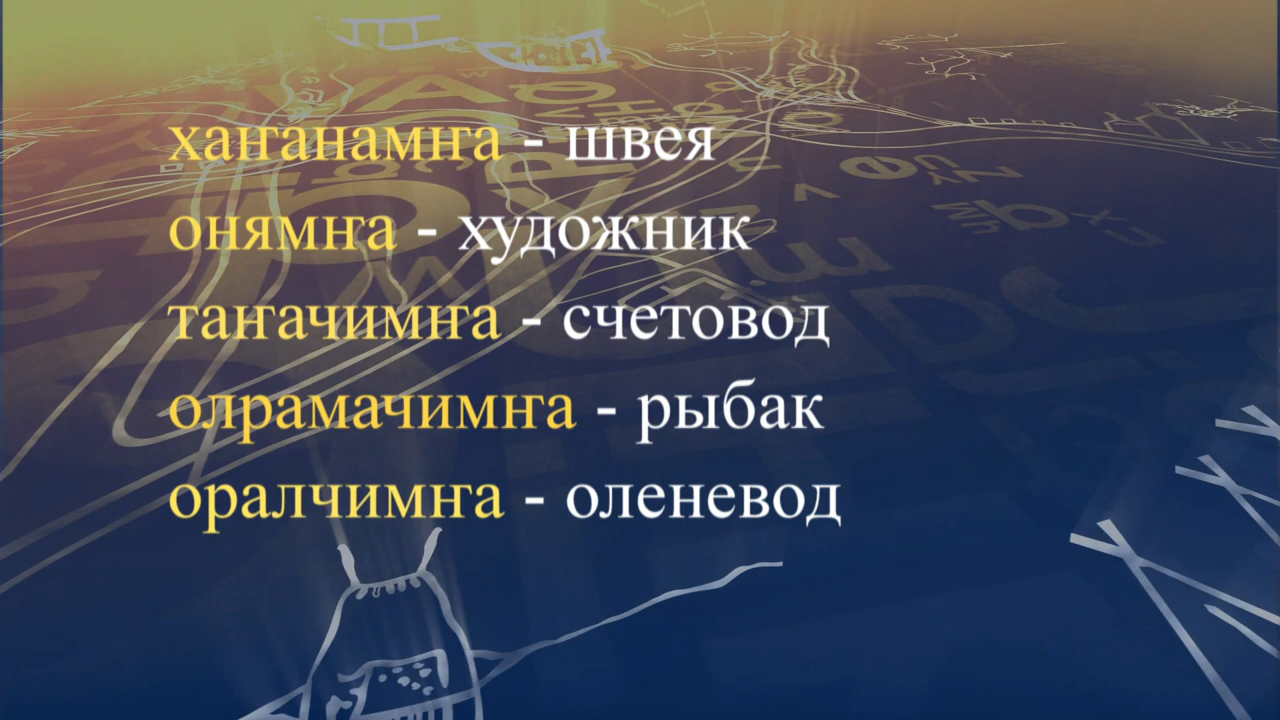 хаӈанамӈа - швея
онямӈа - художник
таӈачимӈа - счетовод
олрамачимӈа - рыбак
оралчимӈа - оленевод